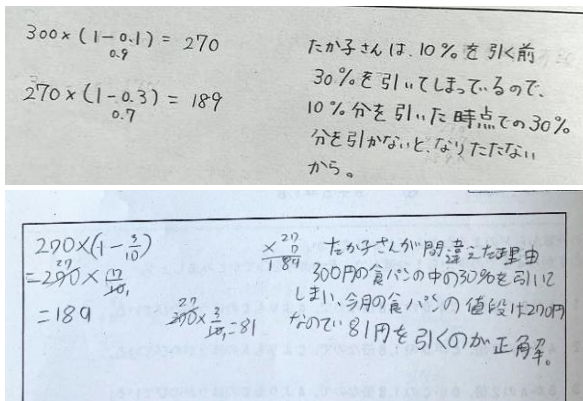 300×(1-0.1) = 270
0.9
270×(1-0.3) = 189
0.7
たか子さんは、10%を引く前
30%を引いてしまっているので、
10%分を引いた時点での30%
分を引かないと、なりたたない
から。
270×(1-3/10)
=270×7/10
=189
27
270×3/10=81
27
×
189
たか子さんが間違えた理由
300円の食パンの中の30%を引いて
しまい、今月の食パンの値段は270円
なので、81円を引くのが正解。